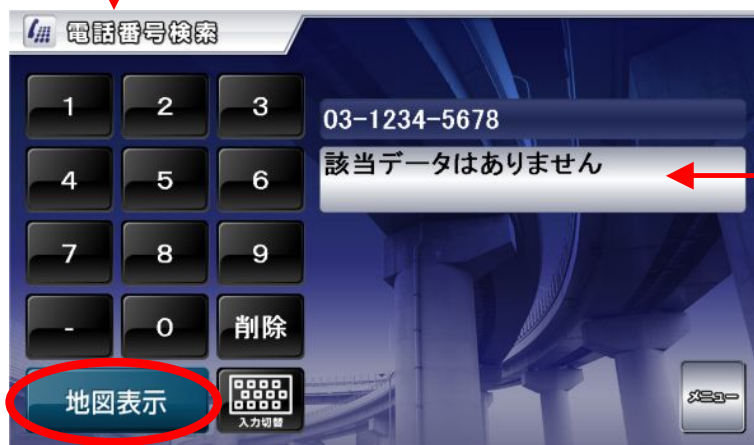 電話番号検索
1 2 3
03-1234-5678
該当データはありません
4 5 6
7 8 9
- 0 削除
地図表示
入力切替
メニュー